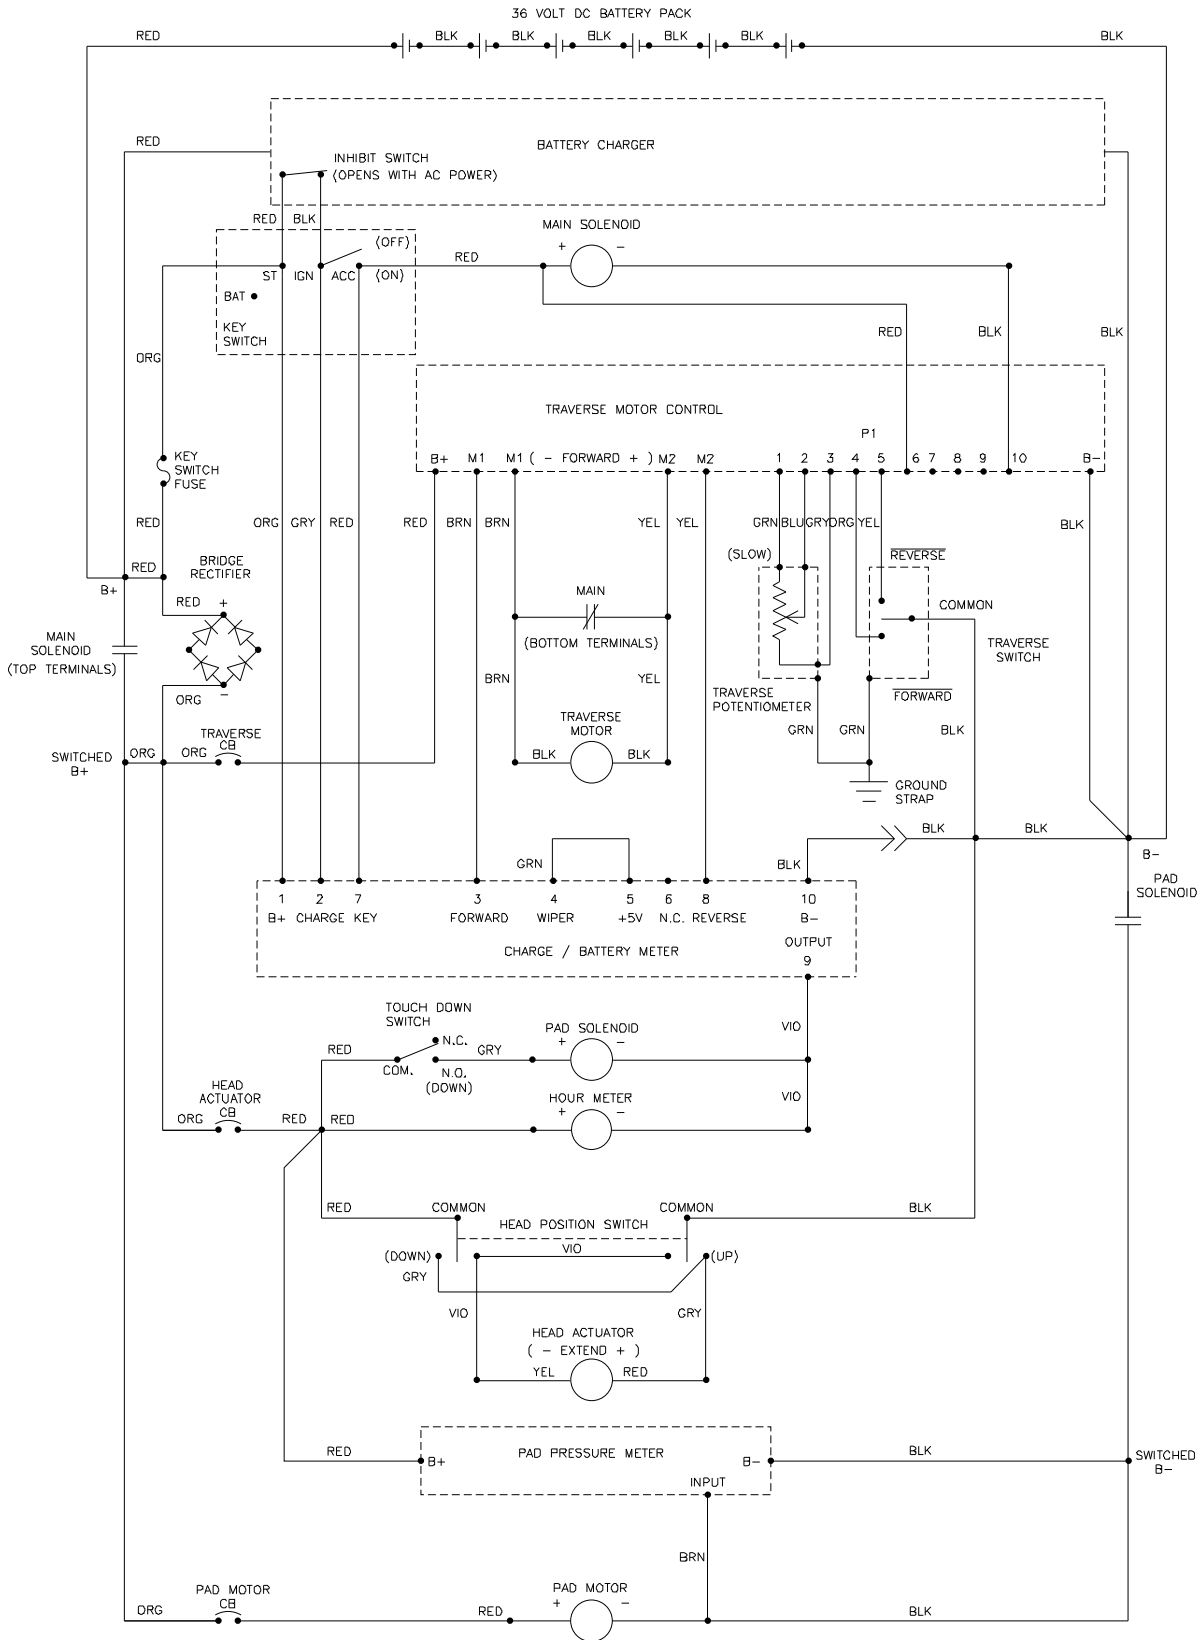 36 VOLT DC BATTERY PACK
RED
BLK
BLK
BLK
BLK
BLK
BLK
RED
BATTERY CHARGER
INHIBIT SWITCH
(OPENS WITH AC POWER)
RED
BLK
MAIN SOLENOID
+
-
(OFF)
RED
ST
IGN
ACC
(ON)
BAT
KEY
SWITCH
RED
BLK
BLK
ORG
TRAVERSE MOTOR CONTROL
P1
KEY
SWITCH
FUSE
B+
M1
M1
( - FORWARD + )
M2
M2
1
2
3
4
5
6
7
8
9
10
B-
RED
ORG
GRY
RED
RED
BRN
BRN
YEL
YEL
GRN
BLU
GRY
ORG
YEL
BLK
BRIDGE
RECTIFIER
(SLOW)
REVERSE
RED
B+
RED
+
MAIN
COMMON
MAIN
SOLENOID
(TOP TERMINALS)
(BOTTOM TERMINALS)
TRAVERSE
SWITCH
BRN
YEL
ORG
-
TRAVERSE
POTENTIOMETER
FORWARD
TRAVERSE
MOTOR
TRAVERSE
CB
GRN
GRN
BLK
SWITCHED
B+
ORG
ORG
BLK
BLK
GROUND
STRAP
BLK
BLK
GRN
BLK
B-
PAD
SOLENOID
1
2
7
3
4
5
6
8
10
B+
CHARGE
KEY
FORWARD
WIPER
+5V
N.C.
REVERSE
B-
OUTPUT
9
CHARGE / BATTERY METER
TOUCH DOWN
SWITCH
N.C.
RED
COM.
N.O.
(DOWN)
GRY
PAD SOLENOID
+
-
VIO
HEAD
ACTUATOR
CB
HOUR METER
+
-
VIO
ORG
RED
RED
RED
COMMON
COMMON
BLK
HEAD POSITION SWITCH
(DOWN)
VIO
(UP)
GRY
VIO
GRY
HEAD ACTUATOR
( - EXTEND + )
YEL
RED
RED
B+
PAD PRESSURE METER
B-
BLK
SWITCHED
B-
INPUT
BRN
PAD MOTOR
CB
PAD MOTOR
+
-
ORG
RED
BLK